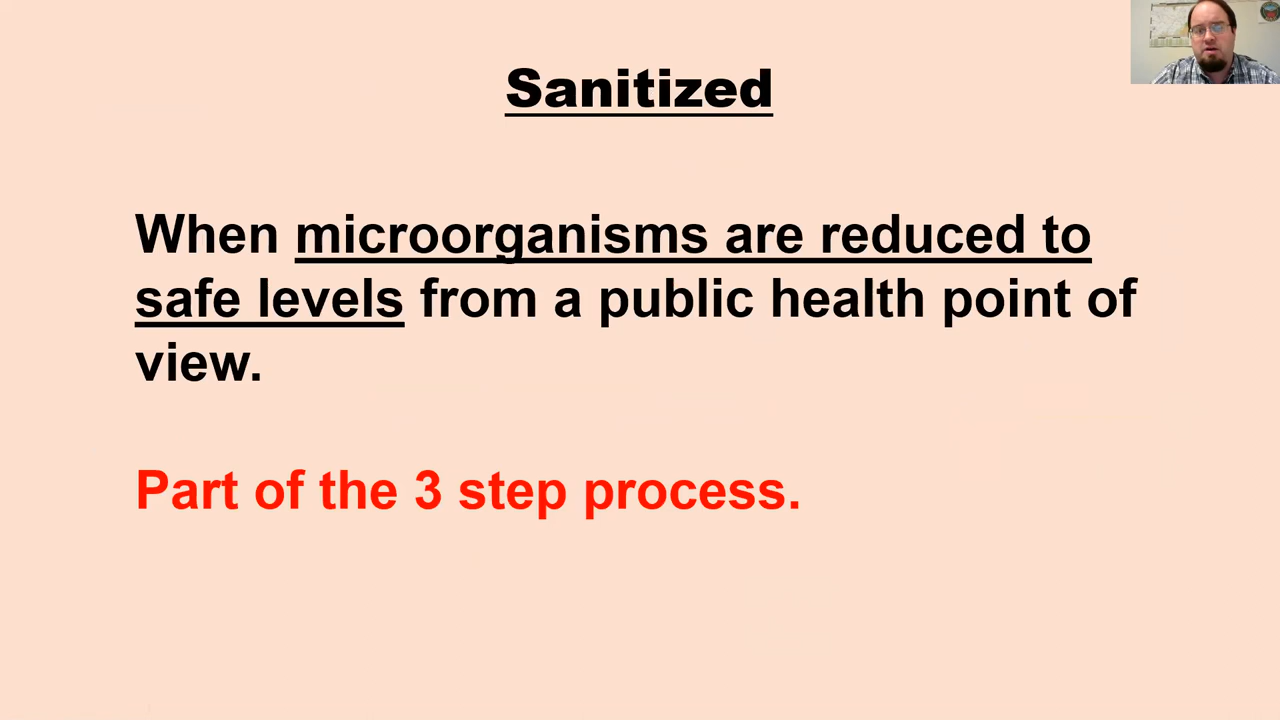 Sanitized
When microorganisms are reduced to
safe levels from a public health point of
view.
Part of the 3 step process.